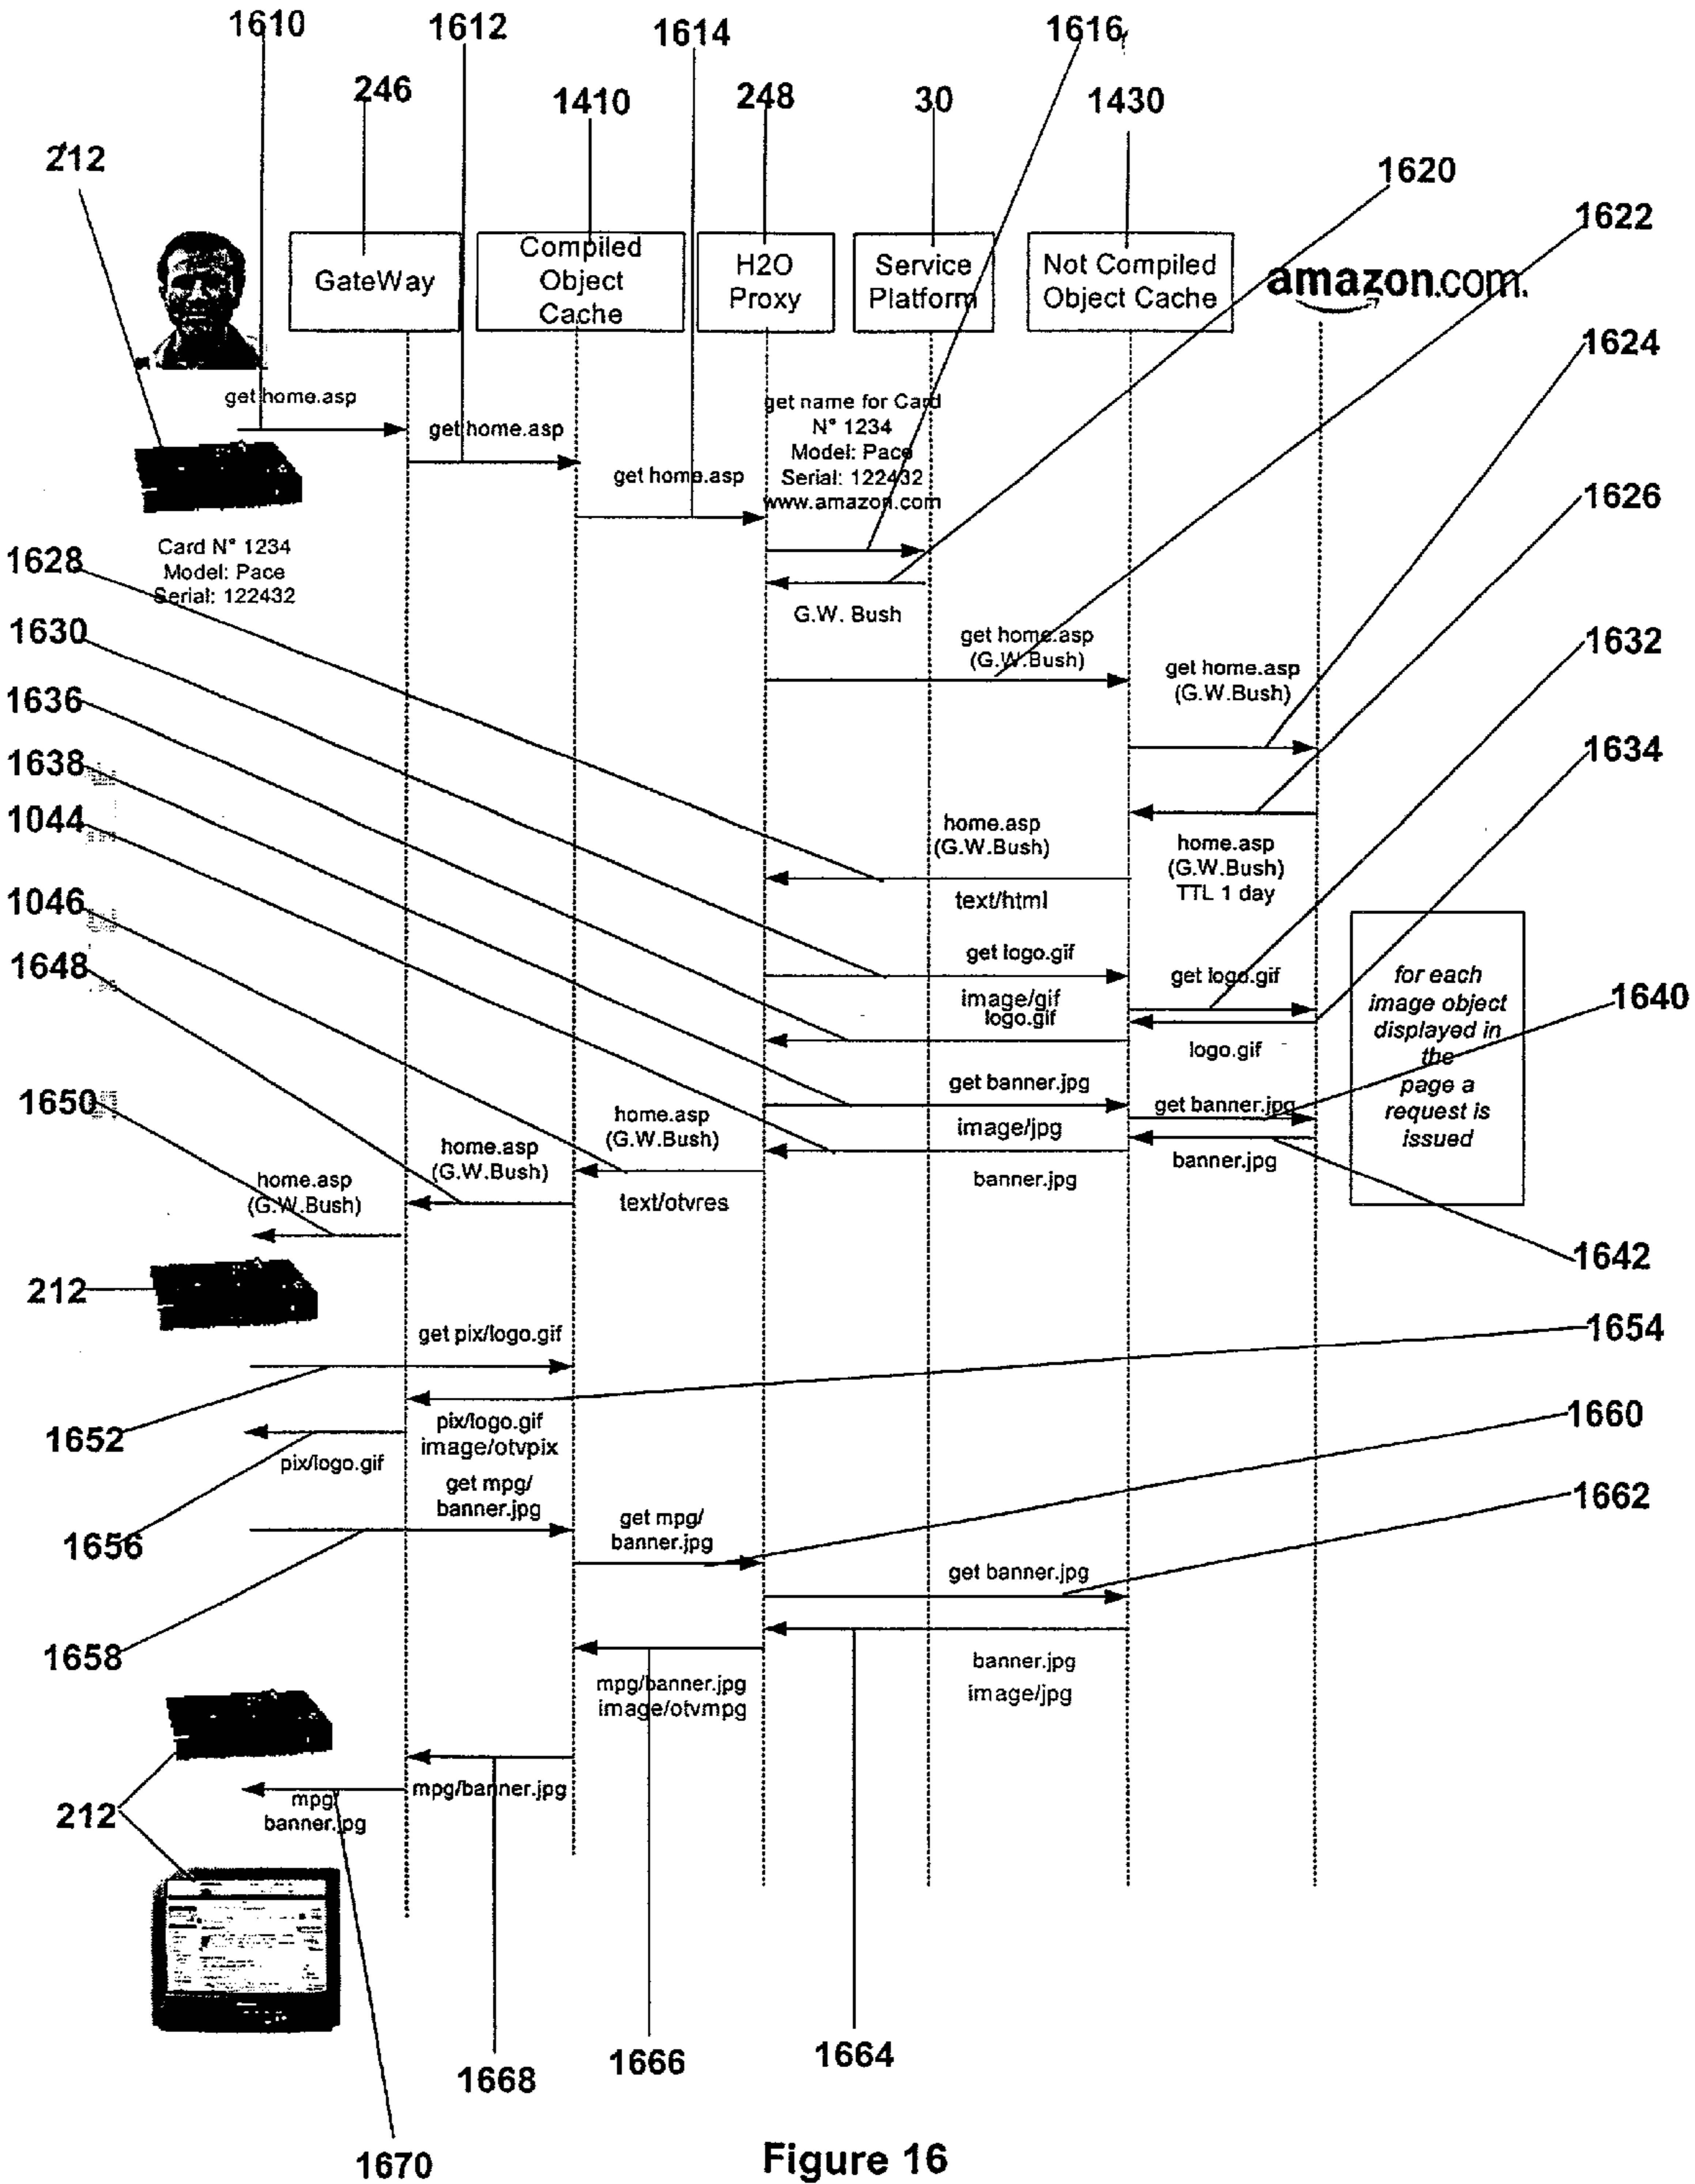 1610
1612
1614
1616
246
1410
248
30
1430
212
1620
1622
GateWay
Compiled
Object
Cache
H2O
Proxy
Service
Platform
Not Compiled
Object Cache
amazon.com.
1624
get home.asp
get home.asp
get home.asp
get name for Card
N° 1234
Model: Pace
Serial: 122432
www.amazon.com
1626
Card N° 1234
Model: Pace
Serial: 122432
1628
G.W. Bush
1630
get home.asp
(G.W.Bush)
get home.asp
(G.W.Bush)
1632
1636
1634
1638
1044
home.asp
(G.W.Bush)
text/html
home.asp
(G.W.Bush)
TTL 1 day
1046
1648
get logo.gif
get logo.gif
image/gif
logo.gif
logo.gif
for each
image object
displayed in
the
page a
request is
issued
1640
1650
get banner.jpg
get banner.jpg
image/jpg
banner.jpg
banner.jpg
home.asp
(G.W.Bush)
text/otvres
home.asp
(G.W.Bush)
home.asp
(G.W.Bush)
1642
212
get pix/logo.gif
1654
1652
pix/logo.gif
image/otvpix
pix/logo.gif
1660
get mpg/
banner.jpg
1662
1656
get mpg/
banner.jpg
get banner.jpg
1658
banner.jpg
image/jpg
mpg/banner.jpg
image/otvmpg
mpg/banner.jpg
212
mpg/
banner.jpg
1668
1666
1664
1670
Figure 16